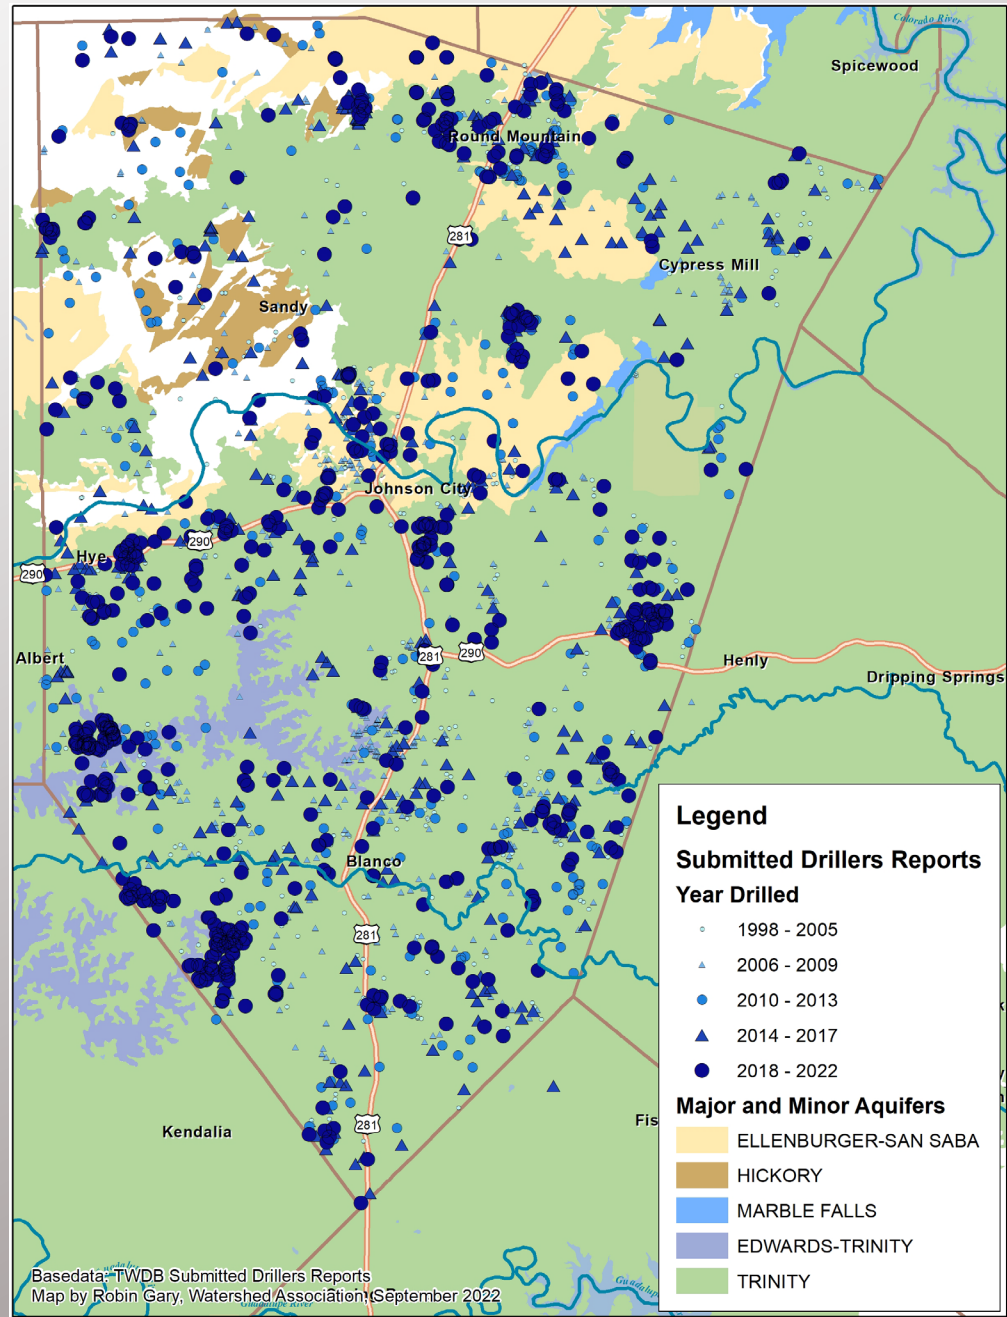 Colorado River
Spicewood
Round Mountain
281
Cypress Mill
Sandy
Johnson City
290
Hye
290
Albert
281
290
Henly
Dripping Springs
Blanco
281
Kendalia
281
Fis
Legend
Submitted Drillers Reports
Year Drilled
1998 - 2005
2006 - 2009
2010 - 2013
2014 - 2017
2018 - 2022
Major and Minor Aquifers
ELLENBURGER-SAN SABA
HICKORY
MARBLE FALLS
EDWARDS-TRINITY
TRINITY
Basedata: TWDB Submitted Drillers Reports
Map by Robin Gary, Watershed Association, September 2022
Guadalupe River